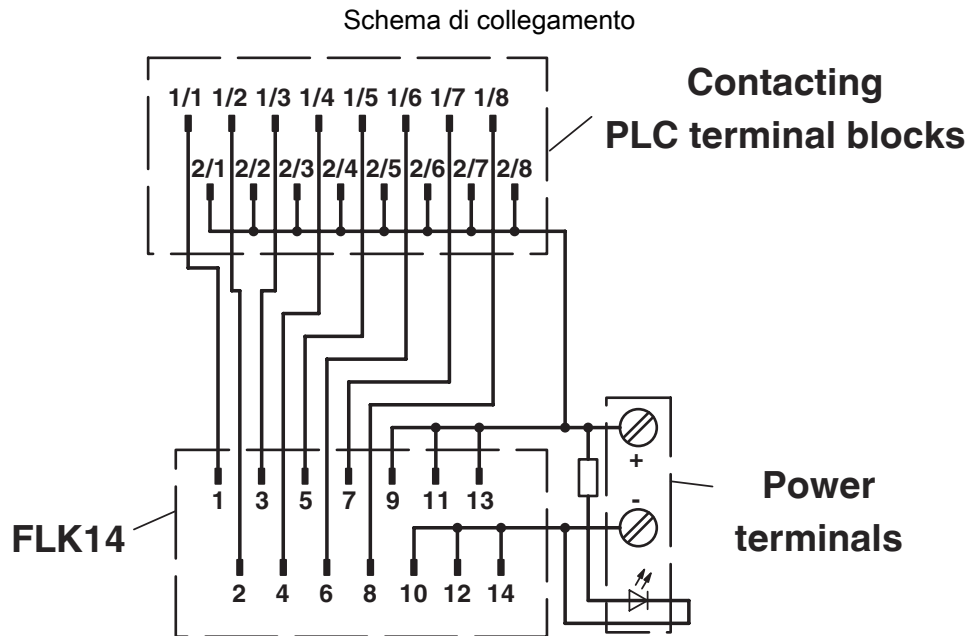 Schema di collegamento
Contacting
PLC terminal blocks
1/1 1/2 1/3 1/4 1/5 1/6 1/7 1/8
2/1 2/2 2/3 2/4 2/5 2/6 2/7 2/8
+
-
Power
terminals
FLK14
1 3 5 7 9 11 13
2 4 6 8 10 12 14